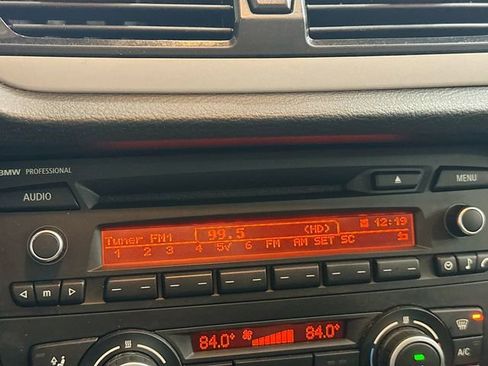 BMW PROFESSIONAL
AUDIO
MENU
Tuner FM1 99.5 (HD) 12:49
1 2 3 4 5√ 6 FM AM SET SC
m
84.0° 84.0°
A/C